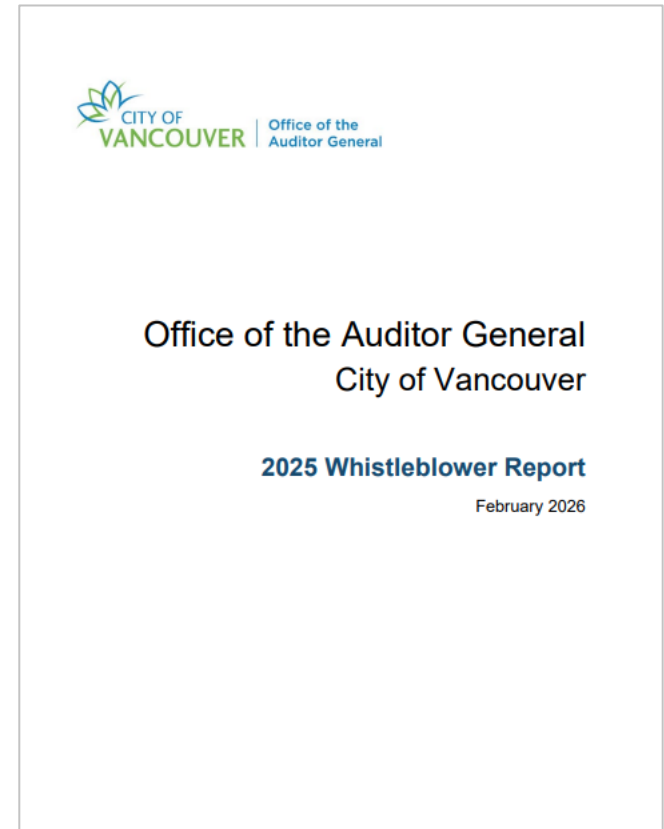 CITY OF
VANCOUVER
Office of the
Auditor General
Office of the Auditor General
City of Vancouver
2025 Whistleblower Report
February 2026